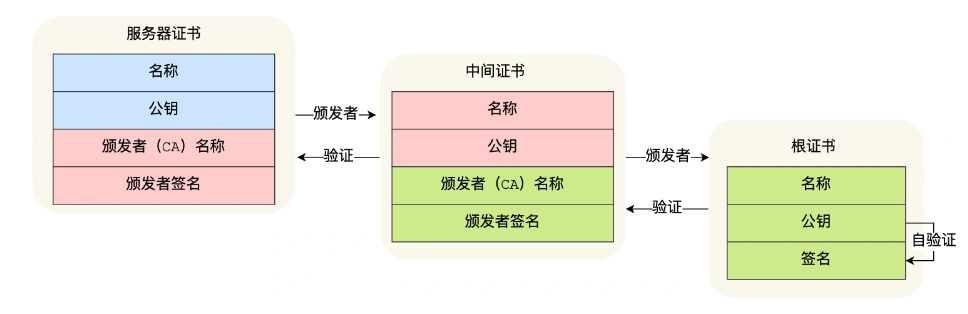 服务器证书
名称
公钥
颁发者（CA）名称
颁发者签名
颁发者
验证
中间证书
名称
公钥
颁发者（CA）名称
颁发者签名
颁发者
验证
根证书
名称
公钥
签名
自验证